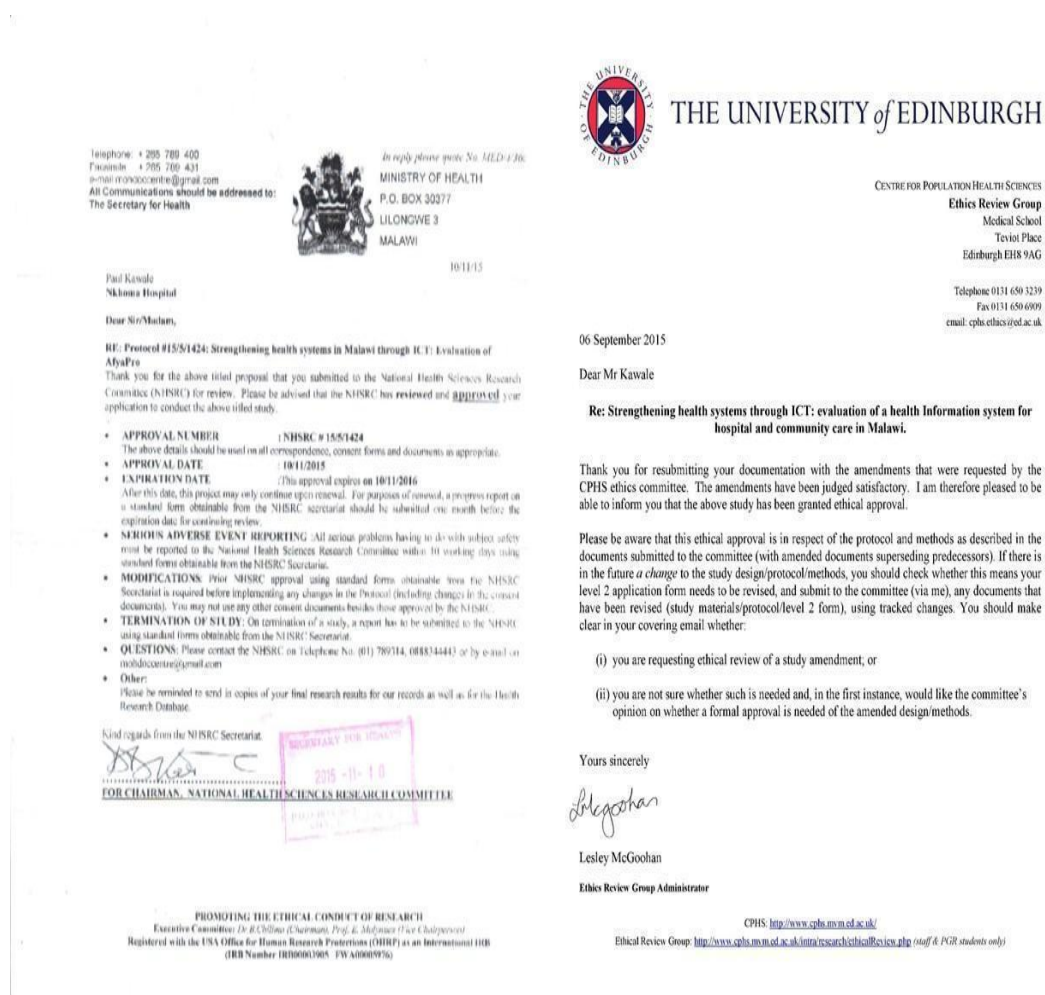 Telephone: + 265 789 400
Facsimile + 265 789 431
All Communications should be addressed to:
The Secretary for Health
In reply please quote No.
MINISTRY OF HEALTH
P.O. BOX 30377
LILONGWE 3
MALAWI
10/11/15
Paul Kawale
Nkhoma Hospital
Dear Sir/Madam,
RE: Protocol #15/5/1424: Strengthening health systems in Malawi through ICT: Evaluation of
AfyaPro
Thank you for the above titled proposal that you submitted to the National Health Sciences Research
Committee (NHSRC) for review. Please be advised that the NHSRC has reviewed and approved your
application to conduct the above titled study.
• APPROVAL NUMBER : NHSRC # 15/5/1424
The above details should be used on all correspondence, consent forms and documents as appropriate.
• APPROVAL DATE : 10/11/2015
• EXPIRATION DATE :This approval expires on 10/11/2016
After this date, this project may only continue upon renewal. For purposes of renewal, a progress report on
a standard form obtainable from the NHSRC secretariat should be submitted one month before the
expiration date for continuing review.
• SERIOUS ADVERSE EVENT REPORTING :All serious problems having to do with subject safety
must be reported to the National Health Sciences Research Committee within 10 working days using
standard forms obtainable from the NHSRC Secretariat.
• MODIFICATIONS: Prior NHSRC approval using standard forms obtainable from the NHSRC
Secretariat is required before implementing any changes in the Protocol (including changes in the consent
documents). You may not use any other consent documents besides those approved by the NHSRC.
• TERMINATION OF STUDY: On termination of a study, a report has to be submitted to the NHSRC
using standard forms obtainable from the NHSRC Secretariat.
• QUESTIONS: Please contact the NHSRC on Telephone No. (01) 789314, or by e-mail on
• Other:
Please be reminded to send in copies of your final research results for our records as well as for the Health
Research Database.
Kind regards from the NHSRC Secretariat.
SECRETARY FOR HEALTH
2015 -11- 10
FOR CHAIRMAN, NATIONAL HEALTH SCIENCES RESEARCH COMMITTEE
PROMOTING THE ETHICAL CONDUCT OF RESEARCH
Executive Committee: (Chairman), Prof. E. (Vice Chairperson)
Registered with the USA Office for Human Research Protections (OHRP) as an International IRB
(IRB Number IRB00003905 FWA00005976)
THE UNIVERSITY OF EDINBURGH
THE UNIVERSITY of EDINBURGH
CENTRE FOR POPULATION HEALTH SCIENCES
Ethics Review Group
Medical School
Teviot Place
Edinburgh EH8 9AG
Telephone 0131 650 3239
Fax 0131 650 6909
email: cphs.ethics@ed.ac.uk
06 September 2015
Dear Mr Kawale
Re: Strengthening health systems through ICT: evaluation of a health Information system for
hospital and community care in Malawi.
Thank you for resubmitting your documentation with the amendments that were requested by the
CPHS ethics committee. The amendments have been judged satisfactory. I am therefore pleased to be
able to inform you that the above study has been granted ethical approval.
Please be aware that this ethical approval is in respect of the protocol and methods as described in the
documents submitted to the committee (with amended documents superseding predecessors). If there is
in the future a change to the study design/protocol/methods, you should check whether this means your
level 2 application form needs to be revised, and submit to the committee (via me), any documents that
have been revised (study materials/protocol/level 2 form), using tracked changes. You should make
clear in your covering email whether:
(i) you are requesting ethical review of a study amendment; or
(ii) you are not sure whether such is needed and, in the first instance, would like the committee's
opinion on whether a formal approval is needed of the amended design/methods.
Yours sincerely
LMcgoohan
Lesley McGoohan
Ethics Review Group Administrator
CPHS: http://www.cphs.mvm.ed.ac.uk/
Ethical Review Group: http://www.cphs.mvm.ed.ac.uk/intra/research/ethicalReview.php (staff & PGR students only)